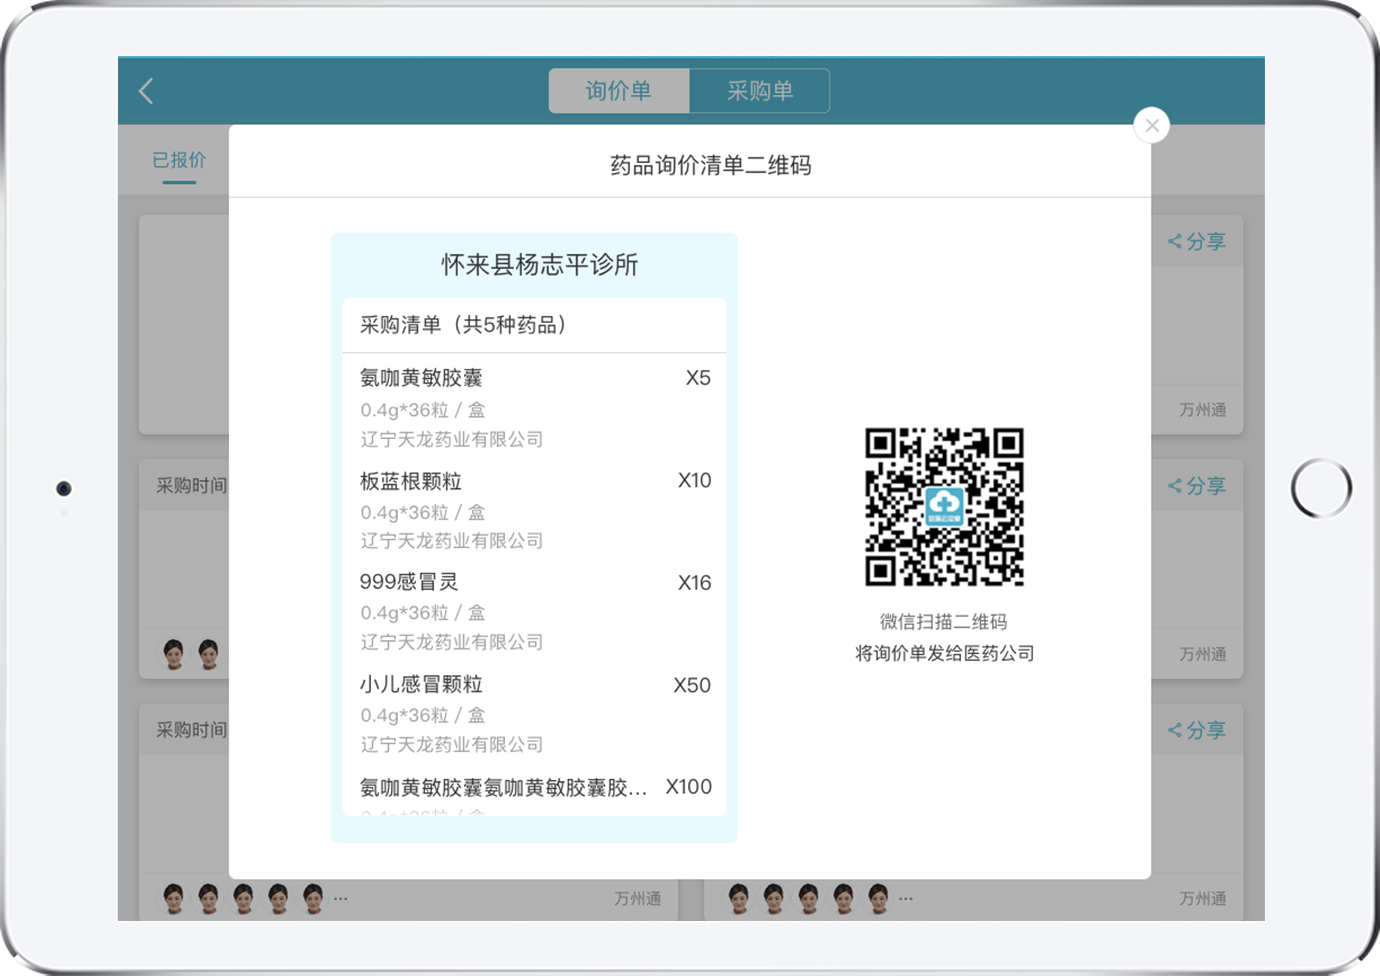 询价单
采购单
已报价
药品询价清单二维码
怀来县杨志平诊所
采购清单（共5种药品）
氨咖黄敏胶囊 X5
0.4g*36粒 / 盒
辽宁天龙药业有限公司
板蓝根颗粒 X10
0.4g*36粒 / 盒
辽宁天龙药业有限公司
999感冒灵 X16
0.4g*36粒 / 盒
辽宁天龙药业有限公司
小儿感冒颗粒 X50
0.4g*36粒 / 盒
辽宁天龙药业有限公司
氨咖黄敏胶囊氨咖黄敏胶囊胶... X100
0.4g*36粒 / 盒
微信扫描二维码
将询价单发给医药公司
分享
万州通
采购时间
分享
万州通
采购时间
分享
...
万州通
...
万州通